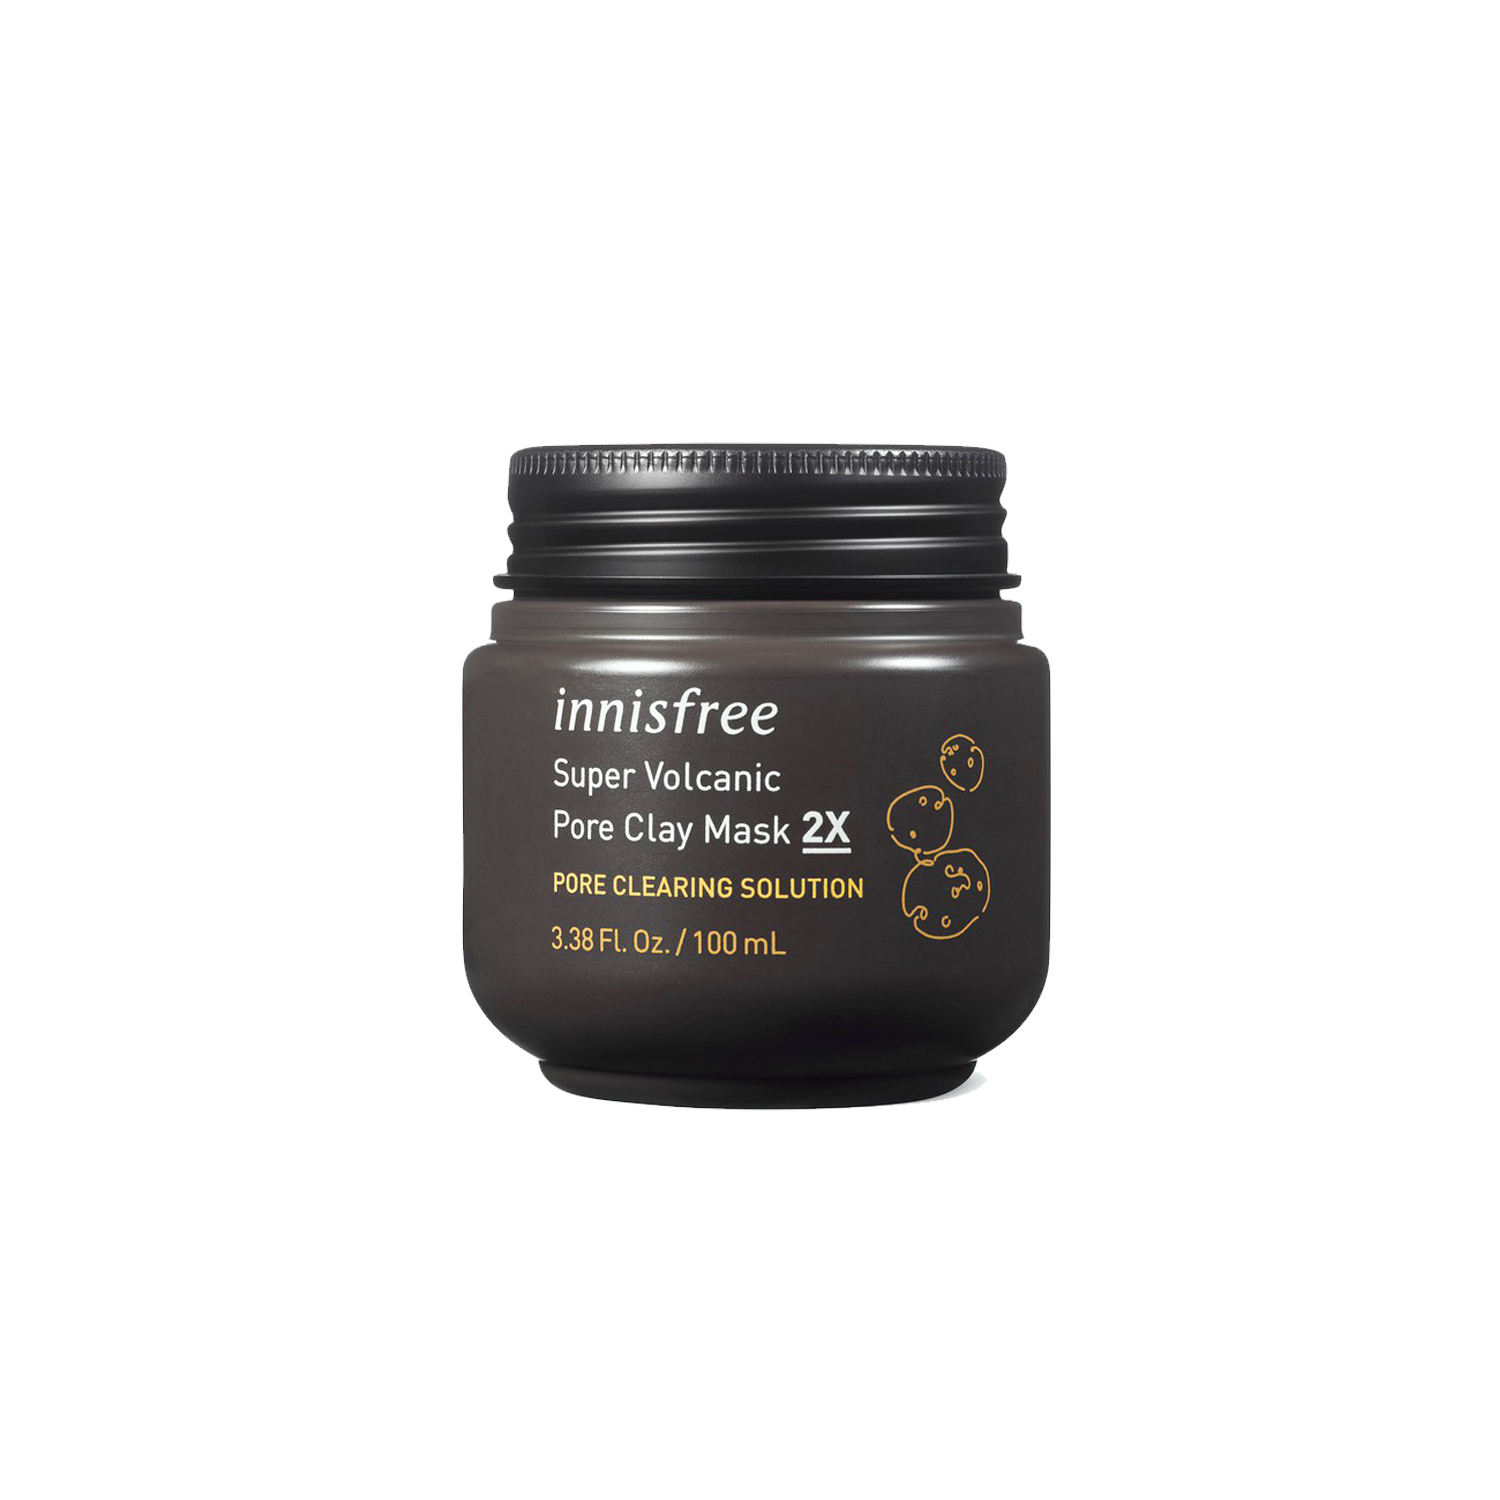 innisfree
Super Volcanic
Pore Clay Mask 2X
PORE CLEARING SOLUTION
3.38 Fl. Oz. / 100 mL